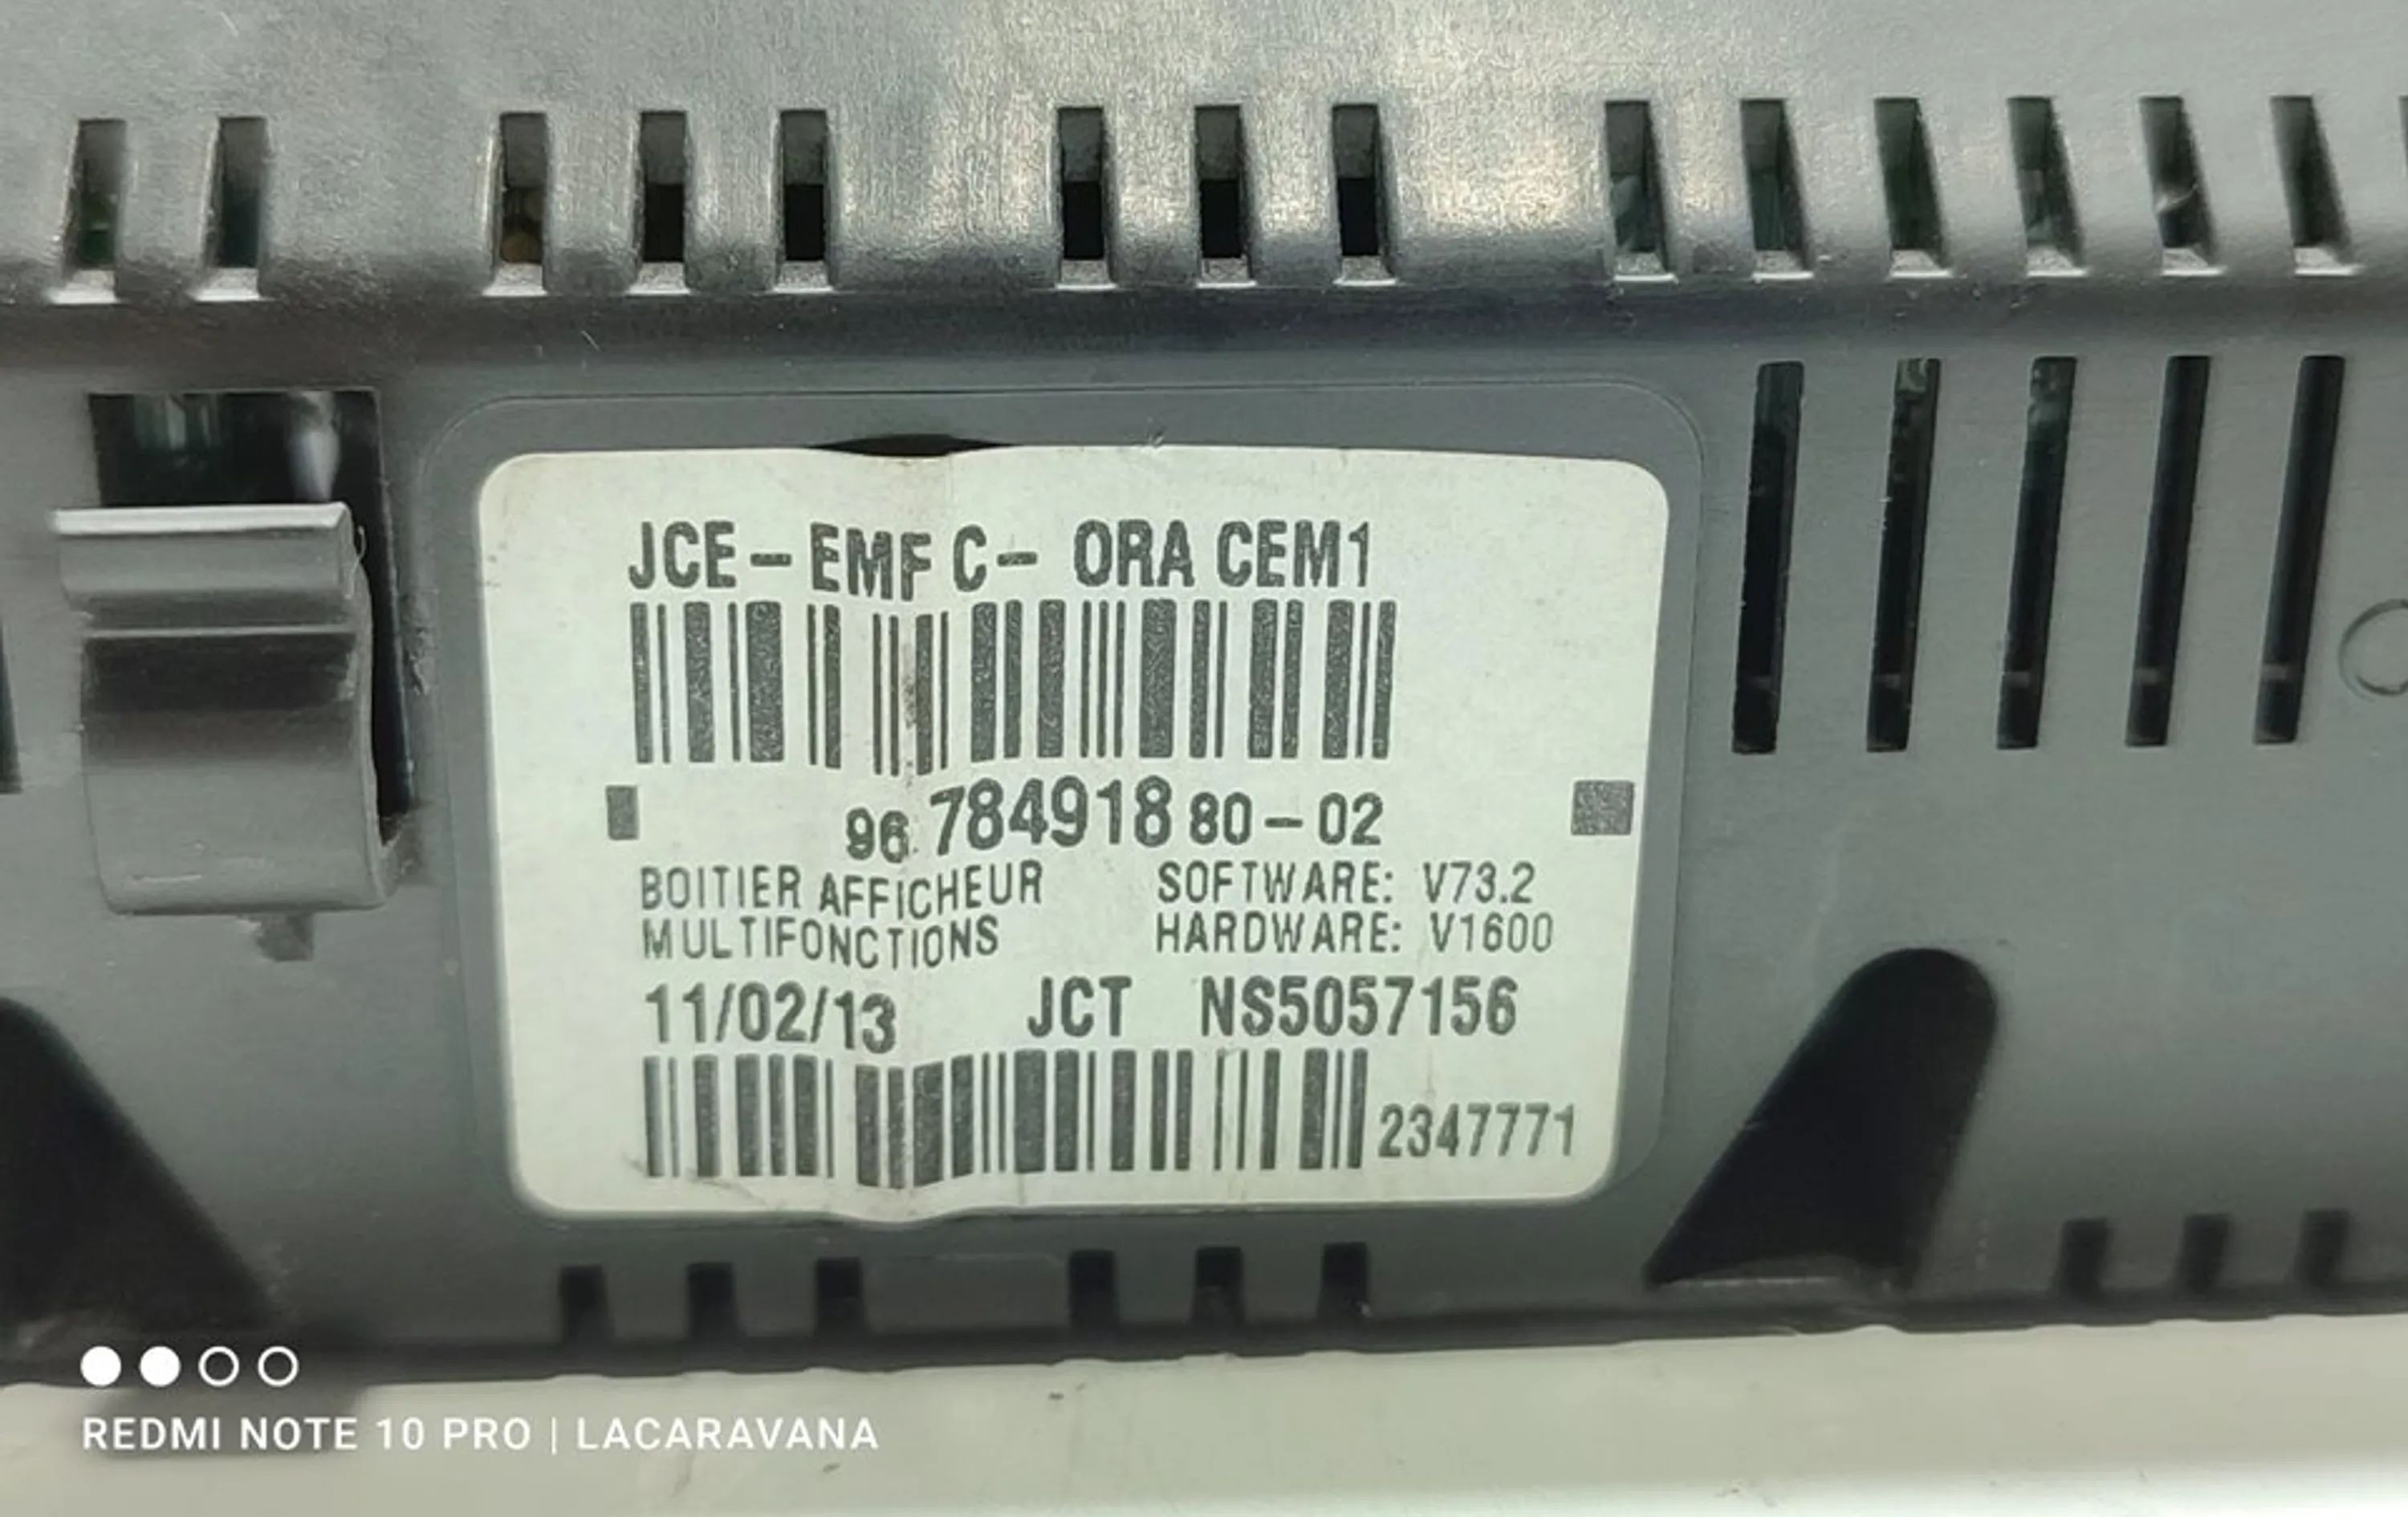 JCE-EMF C- ORA CEM1
96 784918 80-02
BOITIER AFFICHEUR
MULTIFONCTIONS
SOFTWARE: V73.2
HARDWARE: V1600
11/02/13 JCT NS5057156
2347771
REDMI NOTE 10 PRO | LACARAVANA